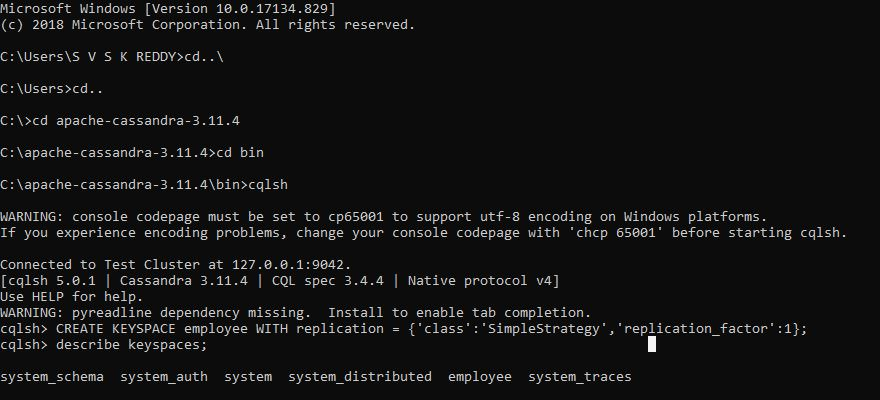 Microsoft Windows [Version 10.0.17134.829]
(c) 2018 Microsoft Corporation. All rights reserved.
C:\Users\S V S K REDDY>cd..\
C:\Users>cd..
C:\>cd apache-cassandra-3.11.4
C:\apache-cassandra-3.11.4>cd bin
C:\apache-cassandra-3.11.4\bin>cqlsh
WARNING: console codepage must be set to cp65001 to support utf-8 encoding on Windows platforms.
If you experience encoding problems, change your console codepage with 'chcp 65001' before starting cqlsh.
Connected to Test Cluster at 127.0.0.1:9042.
[cqlsh 5.0.1 | Cassandra 3.11.4 | CQL spec 3.4.4 | Native protocol v4]
Use HELP for help.
WARNING: pyreadline dependency missing.  Install to enable tab completion.
cqlsh> CREATE KEYSPACE employee WITH replication = {'class':'SimpleStrategy','replication_factor':1};
cqlsh> describe keyspaces;
system_schema  system_auth  system  system_distributed  employee  system_traces